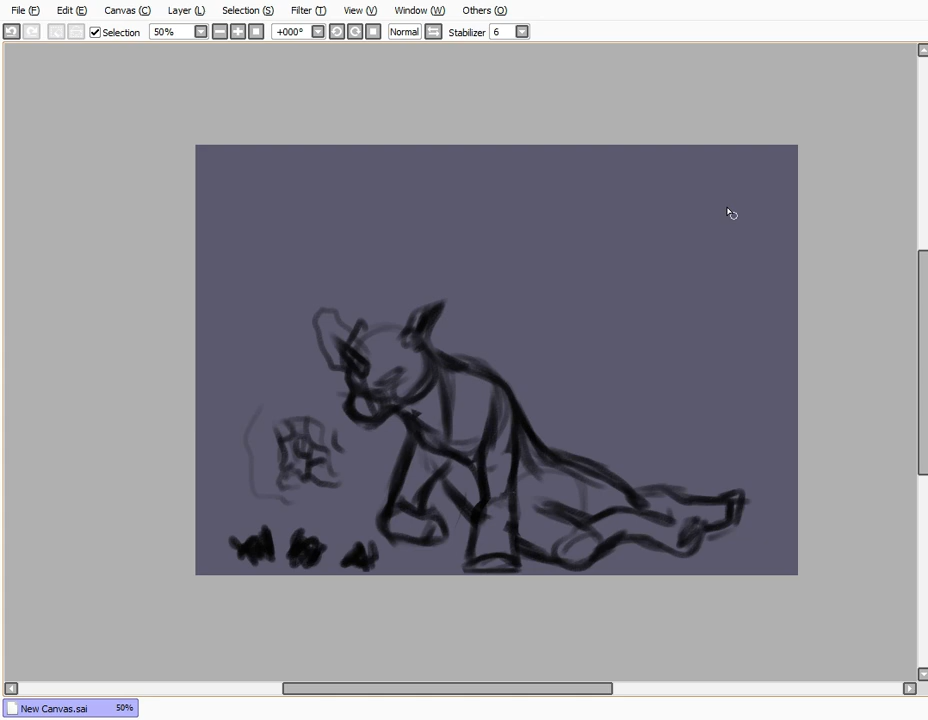 File (F) Edit (E) Canvas (C) Layer (L) Selection (S) Filter (T) View (V) Window (W) Others (O)
Selection 50% +000° Normal Stabilizer 6
New Canvas.sai 50%